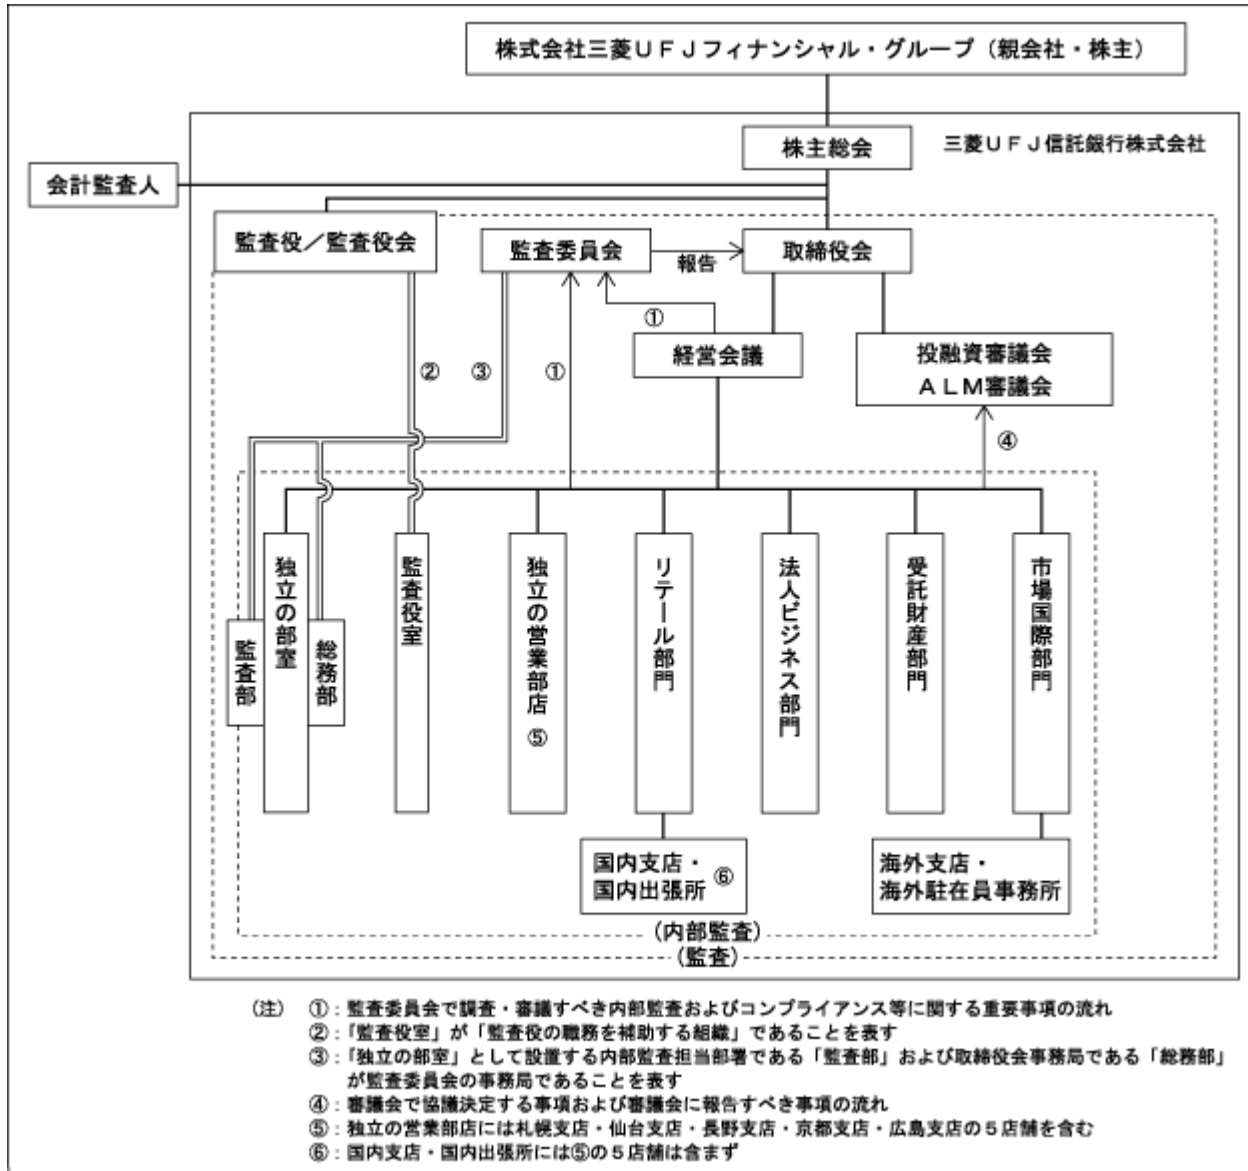 株式会社三菱ＵＦＪフィナンシャル・グループ（親会社・株主）
株主総会
三菱ＵＦＪ信託銀行株式会社
会計監査人
監査役／監査役会
監査委員会
報告
取締役会
①
経営会議
投融資審議会
ＡＬＭ審議会
②
③
①
④
監査部
独立の部室
総務部
監査役室
独立の営業部店⑤
リテール部門
法人ビジネス部門
受託財産部門
市場国際部門
国内支店・
国内出張所 ⑥
海外支店・
海外駐在員事務所
（内部監査）
（監査）
（注） ①：監査委員会で調査・審議すべき内部監査およびコンプライアンス等に関する重要事項の流れ
②：「監査役室」が「監査役の職務を補助する組織」であることを表す
③：「独立の部室」として設置する内部監査担当部署である「監査部」および取締役会事務局である「総務部」
が監査委員会の事務局であることを表す
④：審議会で協議決定する事項および審議会に報告すべき事項の流れ
⑤：独立の営業部店には札幌支店・仙台支店・長野支店・京都支店・広島支店の５店舗を含む
⑥：国内支店・国内出張所には⑤の５店舗は含まず